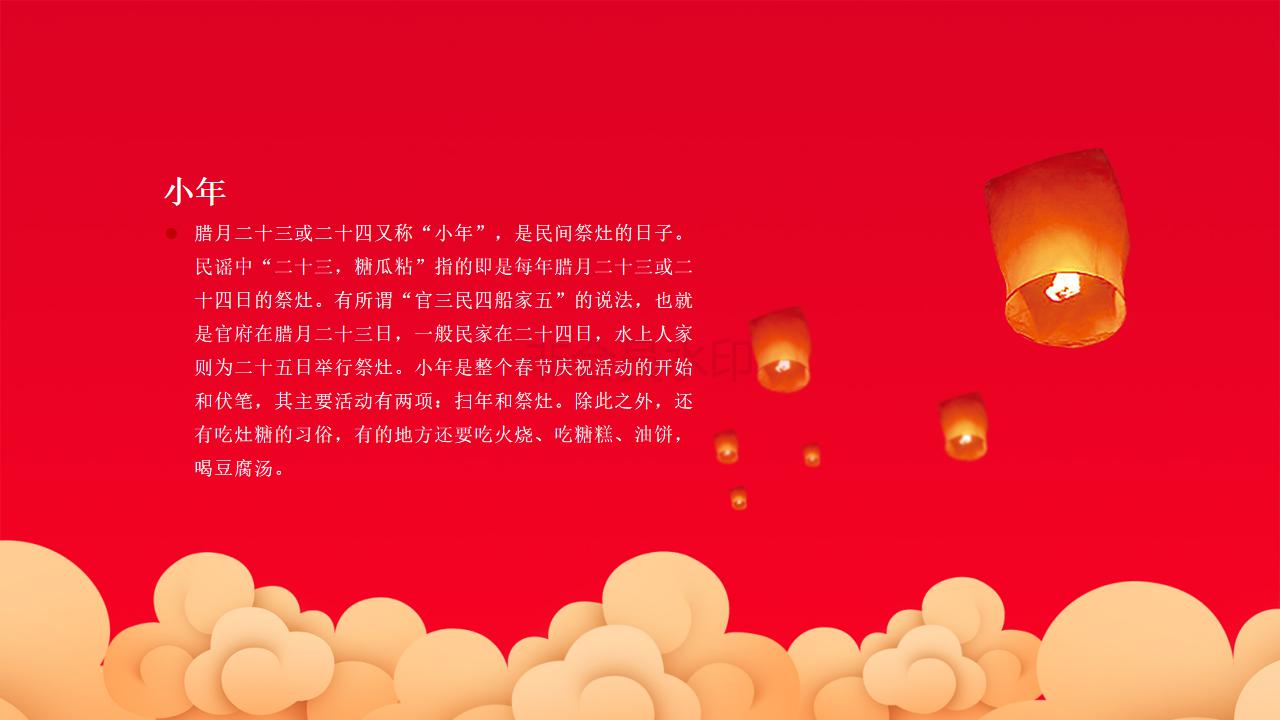 小年
腊月二十三或二十四又称“小年”，是民间祭灶的日子。
民谣中“二十三，糖瓜粘”指的即是每年腊月二十三或二
十四日的祭灶。有所谓“官三民四船家五”的说法，也就
是官府在腊月二十三日，一般民家在二十四日，水上人家
则为二十五日举行祭灶。小年是整个春节庆祝活动的开始
和伏笔，其主要活动有两项：扫年和祭灶。除此之外，还
有吃灶糖的习俗，有的地方还要吃火烧、吃糖糕、油饼，
喝豆腐汤。